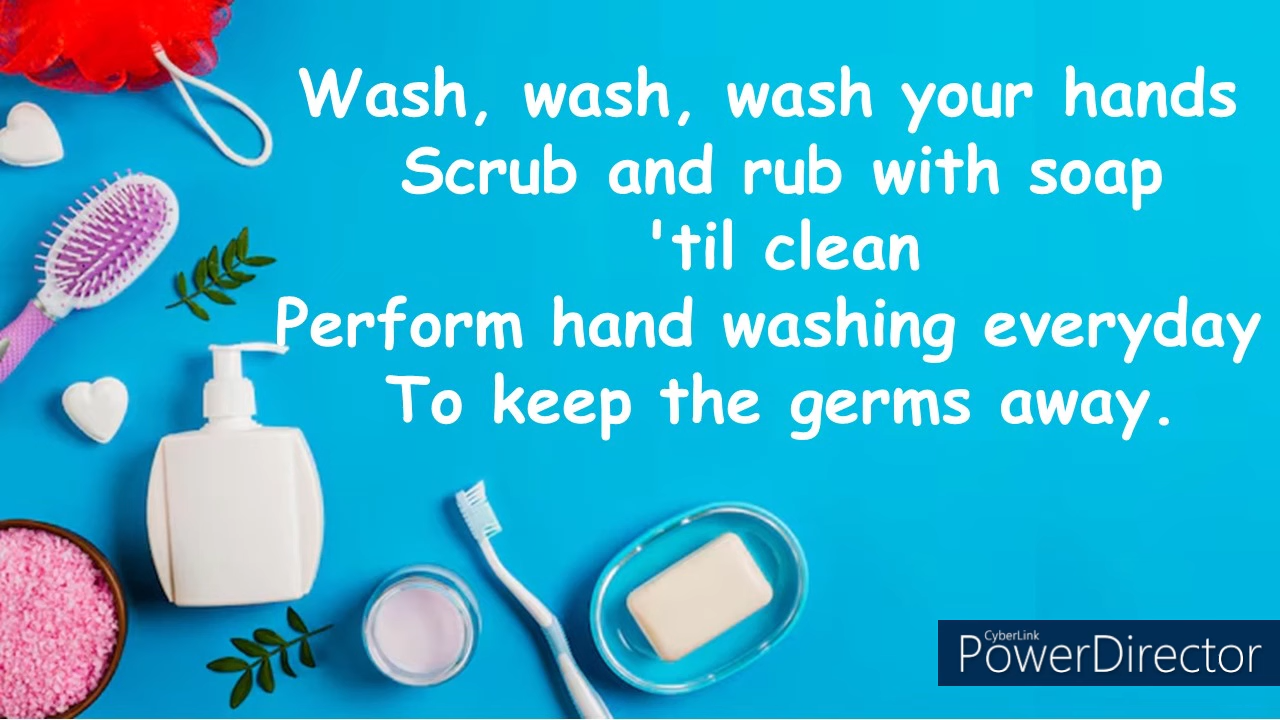 Wash, wash, wash your hands
Scrub and rub with soap
'til clean
Perform hand washing everyday
To keep the germs away.
CyberLink
PowerDirector